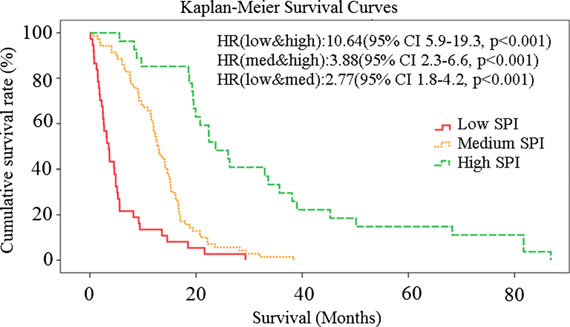 Kaplan-Meier Survival Curves
HR(low&high):10.64(95% CI 5.9-19.3, p<0.001)
HR(med&high):3.88(95% CI 2.3-6.6, p<0.001)
HR(low&med):2.77(95% CI 1.8-4.2, p<0.001)
Cumulative survival rate (%)
100
80
60
40
20
0
Low SPI
Medium SPI
High SPI
0 20 40 60 80
Survival (Months)